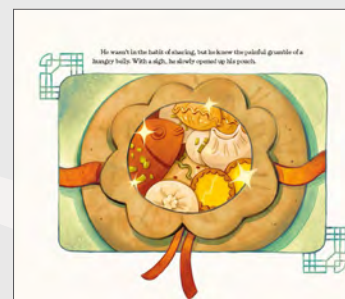 He wasn't in the habit of sharing, but he knew the painful grumble of a
hungry belly. With a sigh, he slowly opened up his pouch.